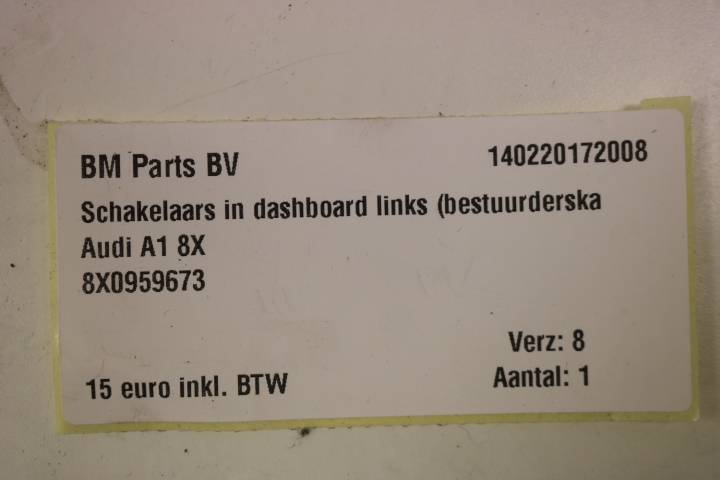 BM Parts BV 140220172008
Schakelaars in dashboard links (bestuurderska
Audi A1 8X
8X0959673
Verz: 8
15 euro inkl. BTW Aantal: 1